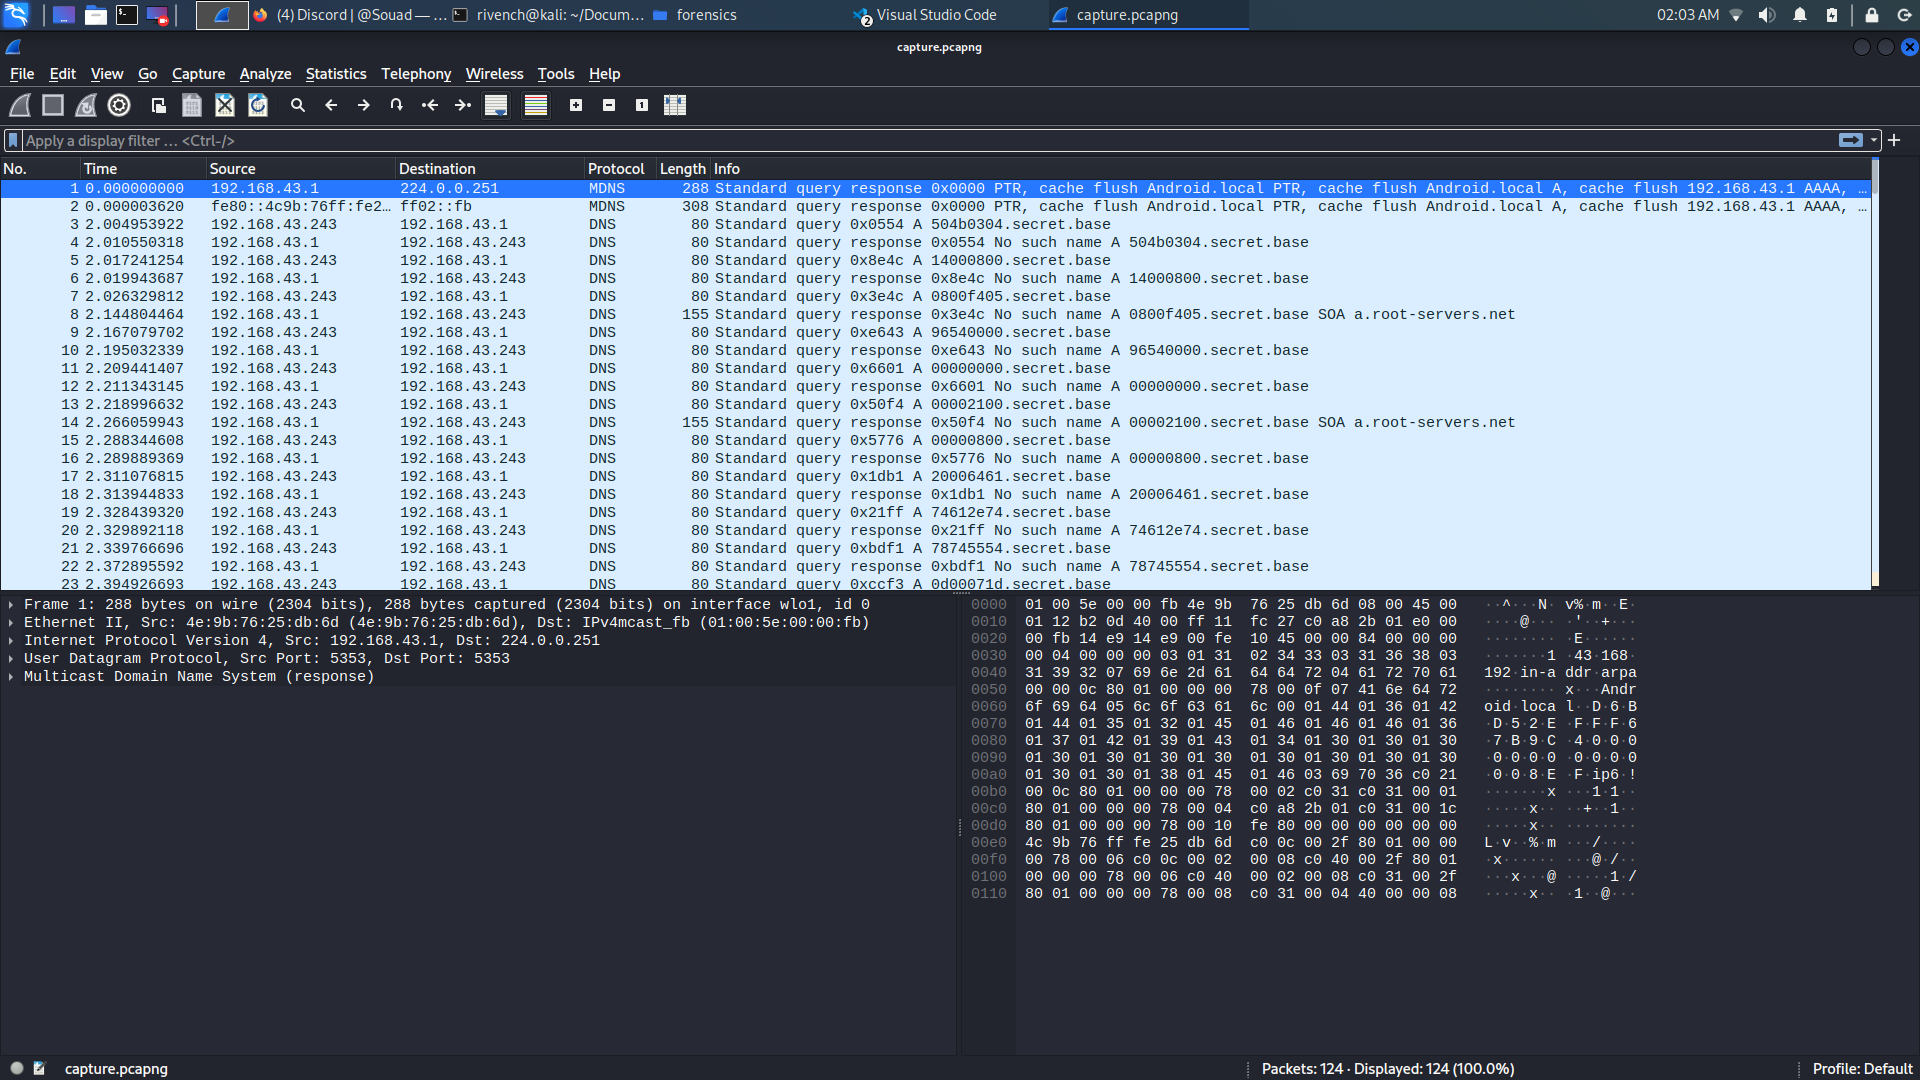 (4) Discord | @Souad — ... rivench@kali: ~/Docum... forensics Visual Studio Code capture.pcapng 02:03 AM
2
capture.pcapng
File Edit View Go Capture Analyze Statistics Telephony Wireless Tools Help
Apply a display filter ... <Ctrl-/>
No. Time Source Destination Protocol Length Info
1 0.000000000 192.168.43.1 224.0.0.251 MDNS 288 Standard query response 0x0000 PTR, cache flush Android.local PTR, cache flush Android.local A, cache flush 192.168.43.1 AAAA, …
2 0.000003620 fe80::4c9b:76ff:fe2… ff02::fb MDNS 308 Standard query response 0x0000 PTR, cache flush Android.local PTR, cache flush Android.local A, cache flush 192.168.43.1 AAAA, …
3 2.004953922 192.168.43.243 192.168.43.1 DNS 80 Standard query 0x0554 A 504b0304.secret.base
4 2.010550318 192.168.43.1 192.168.43.243 DNS 80 Standard query response 0x0554 No such name A 504b0304.secret.base
5 2.017241254 192.168.43.243 192.168.43.1 DNS 80 Standard query 0x8e4c A 14000800.secret.base
6 2.019943687 192.168.43.1 192.168.43.243 DNS 80 Standard query response 0x8e4c No such name A 14000800.secret.base
7 2.026329812 192.168.43.243 192.168.43.1 DNS 80 Standard query 0x3e4c A 0800f405.secret.base
8 2.144804464 192.168.43.1 192.168.43.243 DNS 155 Standard query response 0x3e4c No such name A 0800f405.secret.base SOA a.root-servers.net
9 2.167079702 192.168.43.243 192.168.43.1 DNS 80 Standard query 0xe643 A 96540000.secret.base
10 2.195032339 192.168.43.1 192.168.43.243 DNS 80 Standard query response 0xe643 No such name A 96540000.secret.base
11 2.209441407 192.168.43.243 192.168.43.1 DNS 80 Standard query 0x6601 A 00000000.secret.base
12 2.211343145 192.168.43.1 192.168.43.243 DNS 80 Standard query response 0x6601 No such name A 00000000.secret.base
13 2.218996632 192.168.43.243 192.168.43.1 DNS 80 Standard query 0x50f4 A 00002100.secret.base
14 2.266059943 192.168.43.1 192.168.43.243 DNS 155 Standard query response 0x50f4 No such name A 00002100.secret.base SOA a.root-servers.net
15 2.288344608 192.168.43.243 192.168.43.1 DNS 80 Standard query 0x5776 A 00000800.secret.base
16 2.289889369 192.168.43.1 192.168.43.243 DNS 80 Standard query response 0x5776 No such name A 00000800.secret.base
17 2.311076815 192.168.43.243 192.168.43.1 DNS 80 Standard query 0x1db1 A 20006461.secret.base
18 2.313944833 192.168.43.1 192.168.43.243 DNS 80 Standard query response 0x1db1 No such name A 20006461.secret.base
19 2.328439320 192.168.43.243 192.168.43.1 DNS 80 Standard query 0x21ff A 74612e74.secret.base
20 2.329892118 192.168.43.1 192.168.43.243 DNS 80 Standard query response 0x21ff No such name A 74612e74.secret.base
21 2.339766696 192.168.43.243 192.168.43.1 DNS 80 Standard query 0xbdf1 A 78745554.secret.base
22 2.372895592 192.168.43.1 192.168.43.243 DNS 80 Standard query response 0xbdf1 No such name A 78745554.secret.base
23 2.394926693 192.168.43.243 192.168.43.1 DNS 80 Standard query 0xccf3 A 0d00071d.secret.base
Frame 1: 288 bytes on wire (2304 bits), 288 bytes captured (2304 bits) on interface wlo1, id 0
Ethernet II, Src: 4e:9b:76:25:db:6d (4e:9b:76:25:db:6d), Dst: IPv4mcast_fb (01:00:5e:00:00:fb)
Internet Protocol Version 4, Src: 192.168.43.1, Dst: 224.0.0.251
User Datagram Protocol, Src Port: 5353, Dst Port: 5353
Multicast Domain Name System (response)
0000 01 00 5e 00 00 fb 4e 9b 76 25 db 6d 08 00 45 00 ··^···N· v%·m··E·
0010 01 12 b2 0d 40 00 ff 11 fc 27 c0 a8 2b 01 e0 00 ····@··· ·'··+···
0020 00 fb 14 e9 14 e9 00 fe 10 45 00 00 84 00 00 00 ········ ·E······
0030 00 04 00 00 00 03 01 31 02 34 33 03 31 36 38 03 ·······1 ·43·168·
0040 31 39 32 07 69 6e 2d 61 64 64 72 04 61 72 70 61 192·in-a ddr·arpa
0050 00 00 0c 80 01 00 00 00 78 00 0f 07 41 6e 64 72 ········ x···Andr
0060 6f 69 64 05 6c 6f 63 61 6c 00 01 44 01 36 01 42 oid·loca l··D·6·B
0070 01 44 01 35 01 32 01 45 01 46 01 46 01 46 01 36 ·D·5·2·E ·F·F·F·6
0080 01 37 01 42 01 39 01 43 01 34 01 30 01 30 01 30 ·7·B·9·C ·4·0·0·0
0090 01 30 01 30 01 30 01 30 01 30 01 30 01 30 01 30 ·0·0·0·0 ·0·0·0·0
00a0 01 30 01 30 01 38 01 45 01 46 03 69 70 36 c0 21 ·0·0·8·E ·F·ip6·!
00b0 00 0c 80 01 00 00 00 78 00 02 c0 31 c0 31 00 01 ·······x ···1·1··
00c0 80 01 00 00 00 78 00 04 c0 a8 2b 01 c0 31 00 1c ·····x·· ··+··1··
00d0 80 01 00 00 00 78 00 10 fe 80 00 00 00 00 00 00 ·····x·· ········
00e0 4c 9b 76 ff fe 25 db 6d c0 0c 00 2f 80 01 00 00 L·v··%·m ···/····
00f0 00 78 00 06 c0 0c 00 02 00 08 c0 40 00 2f 80 01 ·x······ ···@·/··
0100 00 00 00 78 00 06 c0 40 00 02 00 08 c0 31 00 2f ···x···@ ·····1·/
0110 80 01 00 00 00 78 00 08 c0 31 00 04 40 00 00 08 ·····x·· ·1··@···
capture.pcapng Packets: 124 · Displayed: 124 (100.0%) Profile: Default